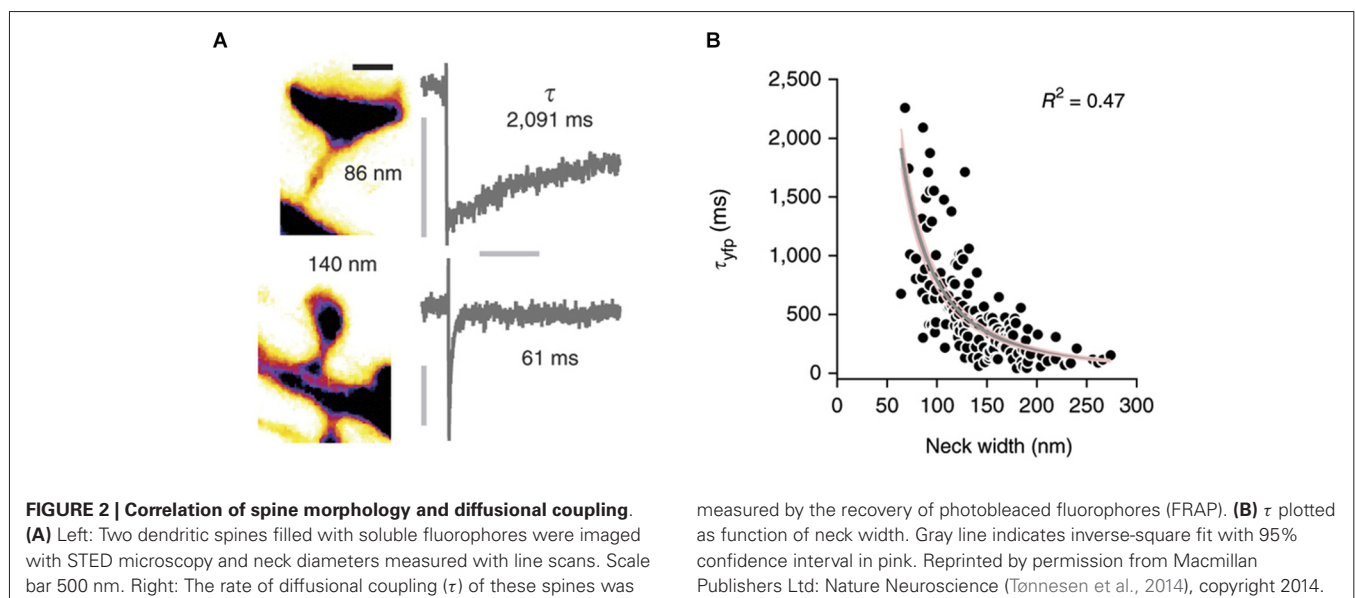 A
τ
2,091 ms
86 nm
140 nm
61 ms
B
2,500
2,000
1,500
1,000
500
0
τyfp (ms)
R² = 0.47
0 50 100 150 200 250 300
Neck width (nm)
FIGURE 2 | Correlation of spine morphology and diffusional coupling.
(A) Left: Two dendritic spines filled with soluble fluorophores were imaged
with STED microscopy and neck diameters measured with line scans. Scale
bar 500 nm. Right: The rate of diffusional coupling (τ) of these spines was
measured by the recovery of photobleaced fluorophores (FRAP). (B) τ plotted
as function of neck width. Gray line indicates inverse-square fit with 95%
confidence interval in pink. Reprinted by permission from Macmillan
Publishers Ltd: Nature Neuroscience (Tønnesen et al., 2014), copyright 2014.